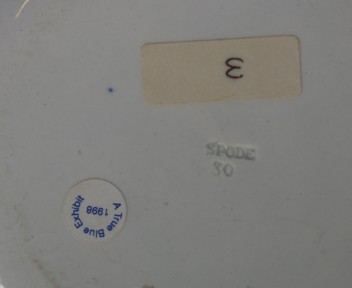 3
SPODE
30
A True Blue Exhibit
1998